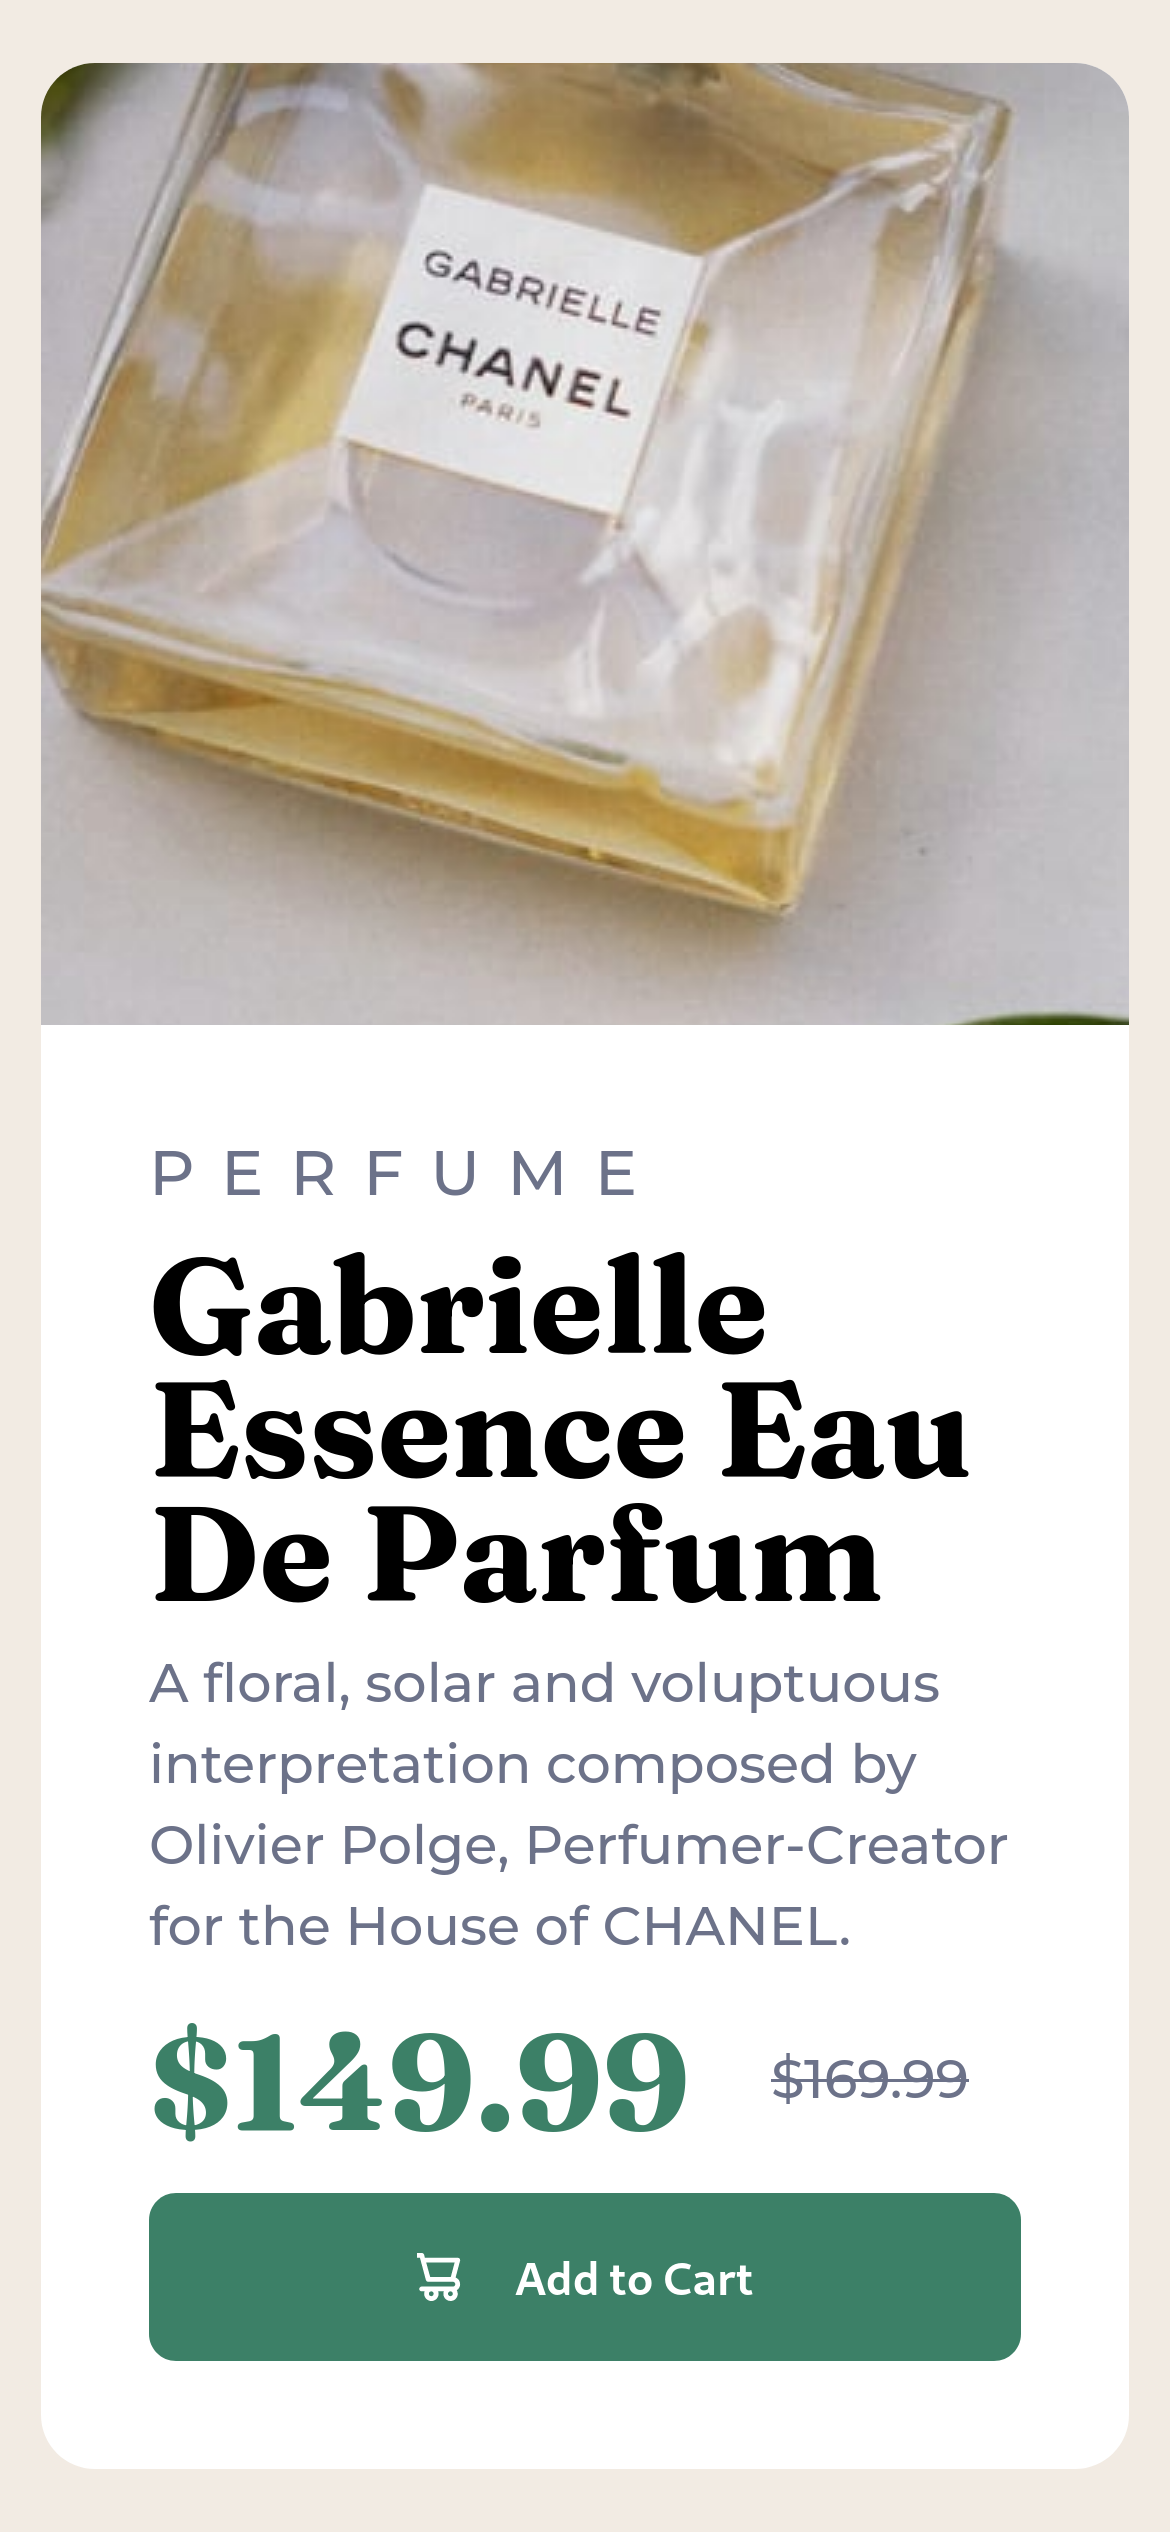 GABRIELLE
CHANEL
PARIS
PERFUME
Gabrielle
Essence Eau
De Parfum
A floral, solar and voluptuous
interpretation composed by
Olivier Polge, Perfumer-Creator
for the House of CHANEL.
$149.99 $169.99
Add to Cart